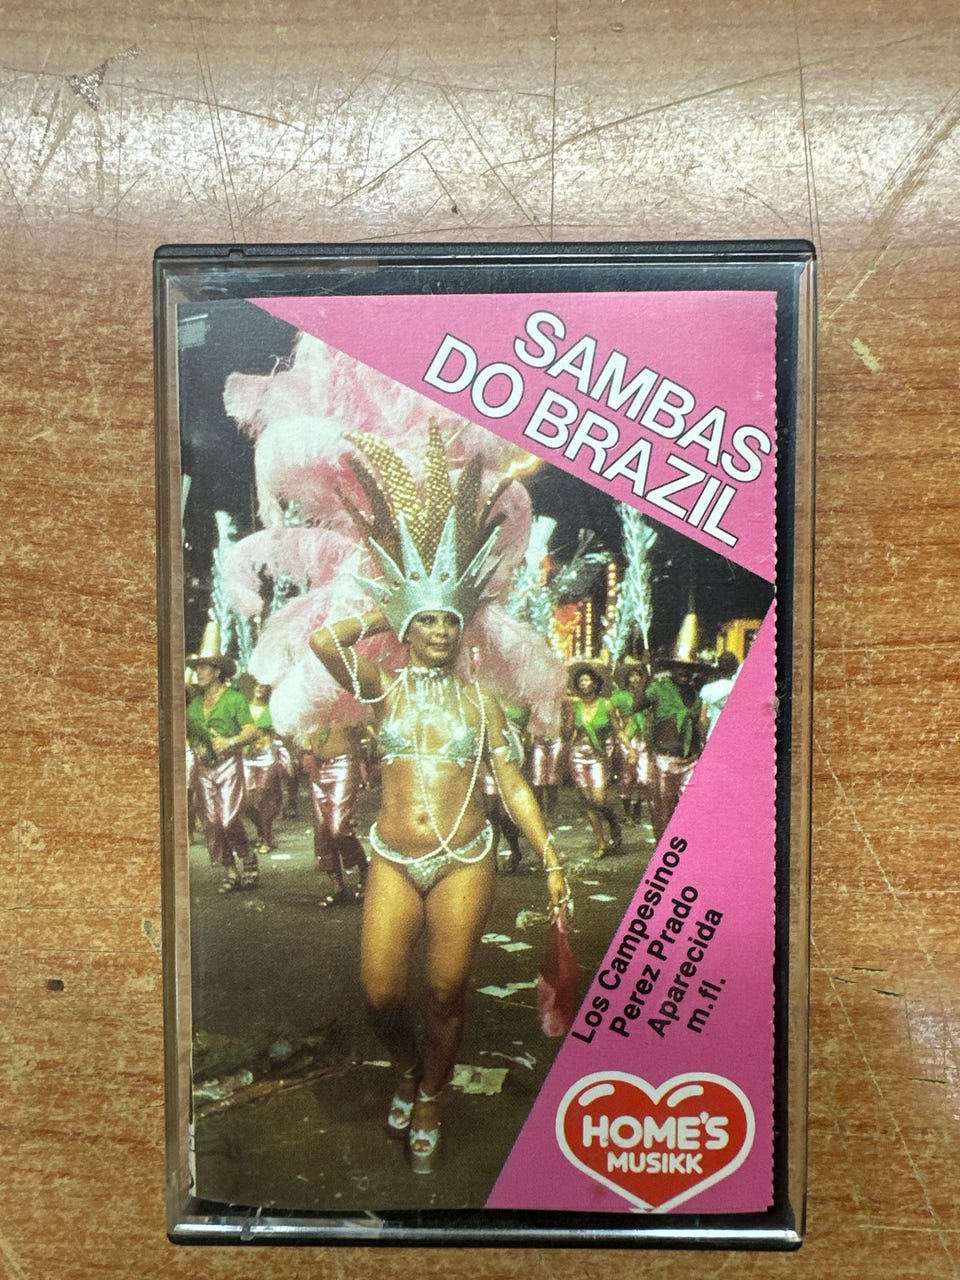 SAMBAS
DO BRAZIL
Los Campesinos
Perez Prado
Aparecida
m.fl.
HOME'S
MUSIKK